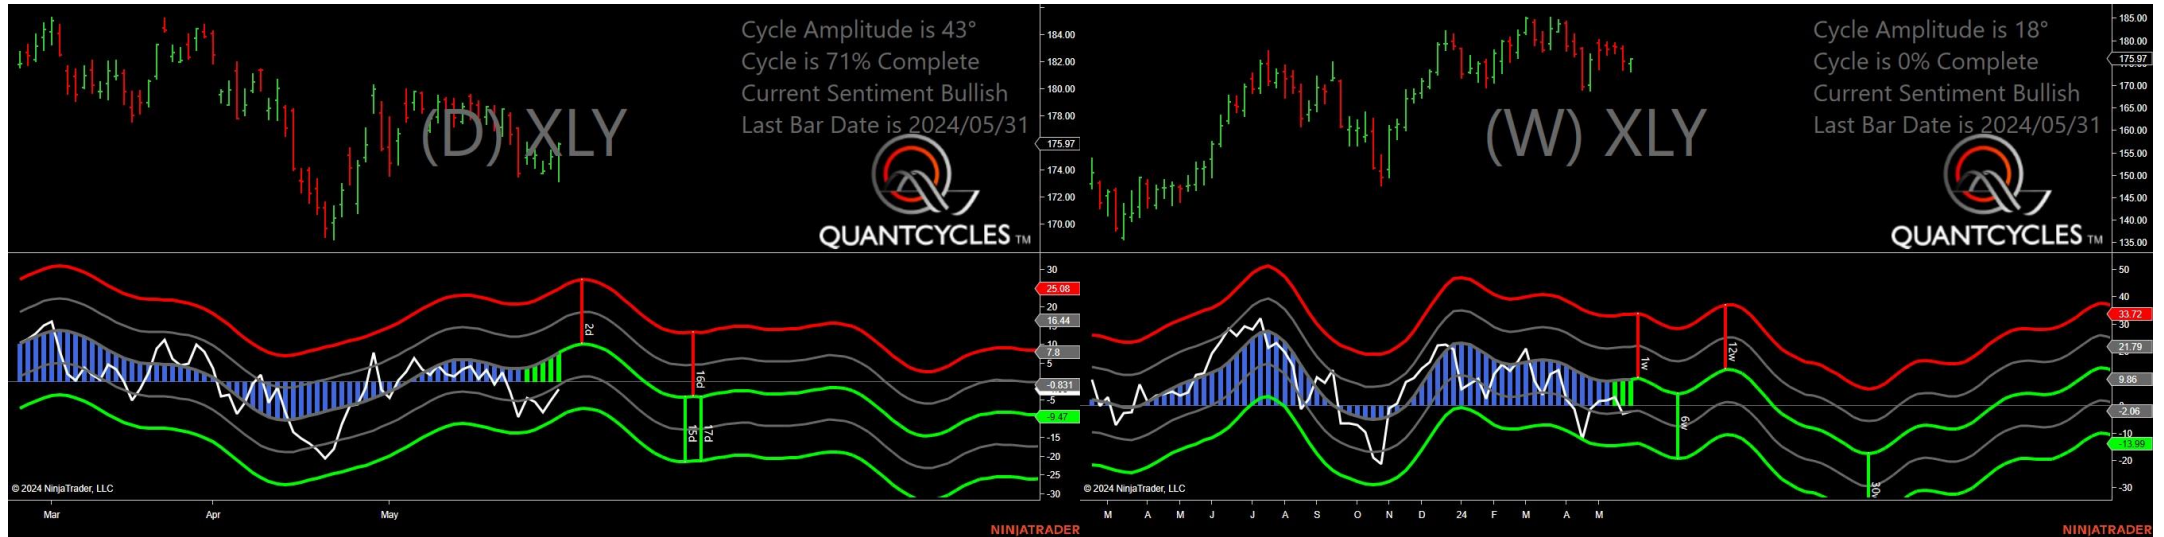 Cycle Amplitude is 43°
Cycle is 71% Complete
Current Sentiment Bullish
Last Bar Date is 2024/05/31
(D) XLY
QUANTCYCLES TM
184.00
182.00
180.00
178.00
175.97
174.00
172.00
170.00
30
25.08
20
16.44
10
7.8
5
-0.831
-5
-9.47
-15
-20
-25
-30
2d
16d
15d
17d
© 2024 NinjaTrader, LLC
Mar Apr May
NINJATRADER
Cycle Amplitude is 18°
Cycle is 0% Complete
Current Sentiment Bullish
Last Bar Date is 2024/05/31
(W) XLY
QUANTCYCLES TM
185.00
180.00
175.97
170.00
165.00
160.00
155.00
150.00
145.00
140.00
135.00
50
40
33.72
30
21.79
9.86
-2.06
-13.99
-20
-30
1w
12w
6w
© 2024 NinjaTrader, LLC
M A M J J A S O N D 24 F M A M
NINJATRADER